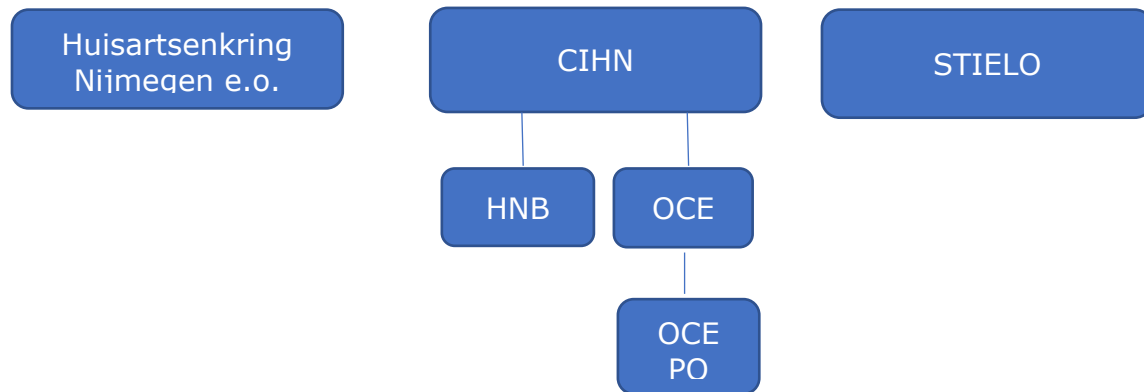 Huisartsenkring
Nijmegen e.o.
CIHN
STIELO
HNB
OCE
OCE
PO